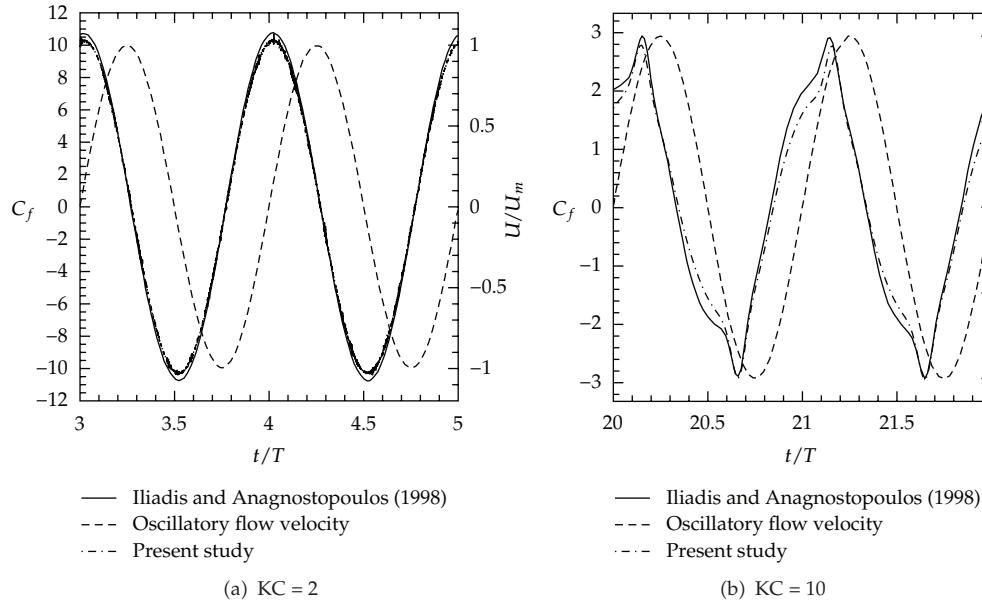 12
10
8
6
4
2
0
−2
−4
−6
−8
−10
−12
C_f
1
0.5
0
−0.5
−1
U/U_m
3
3.5
4
4.5
5
t/T
Iliadis and Anagnostopoulos (1998)
Oscillatory flow velocity
Present study
(a) KC = 2
3
2
1
0
−1
−2
−3
C_f
20
20.5
21
21.5
t/T
Iliadis and Anagnostopoulos (1998)
Oscillatory flow velocity
Present study
(b) KC = 10